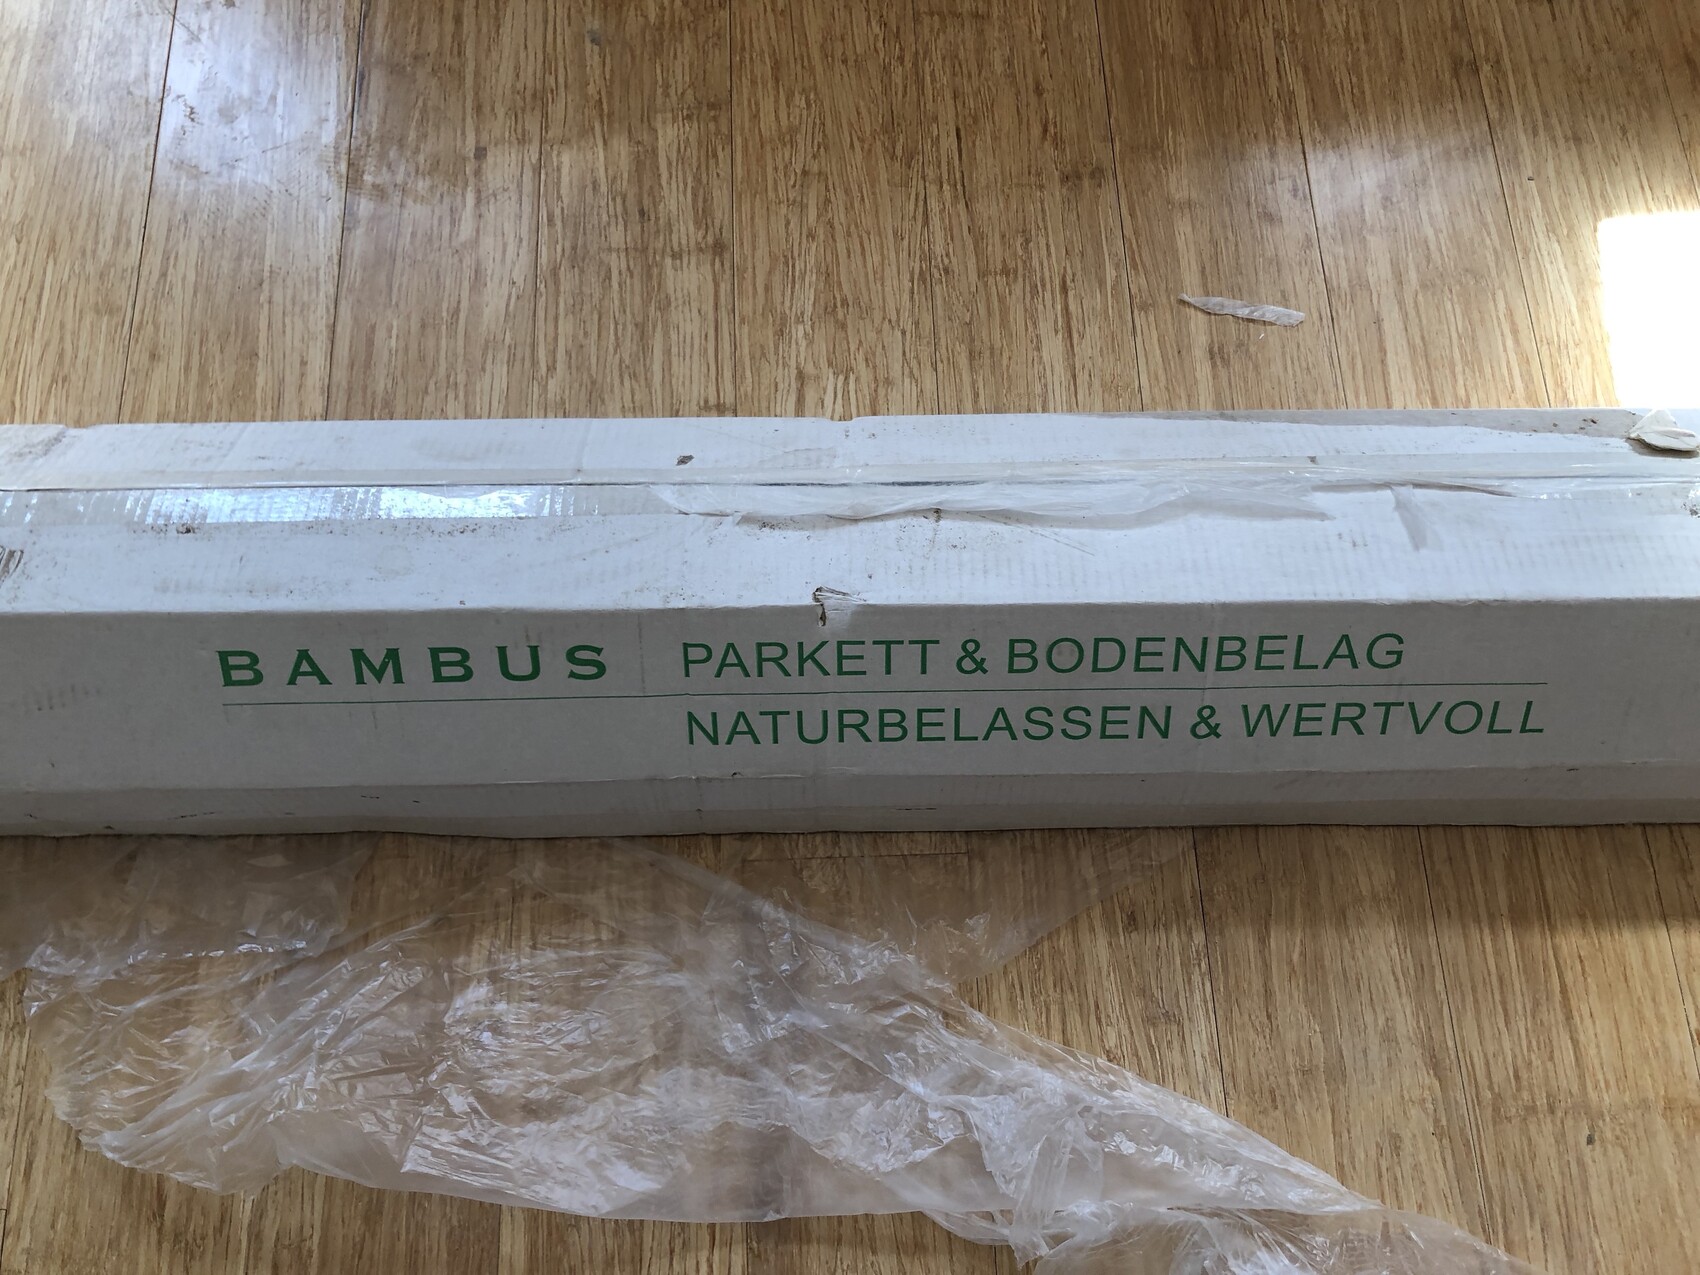 BAMBUS PARKETT & BODENBELAG
NATURBELASSEN & WERTVOLL